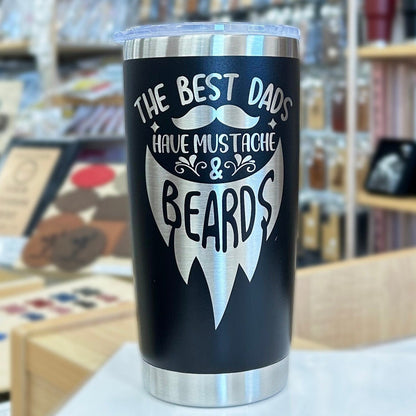 THE BEST DADS
HAVE MUSTACHE
&
BEARDS